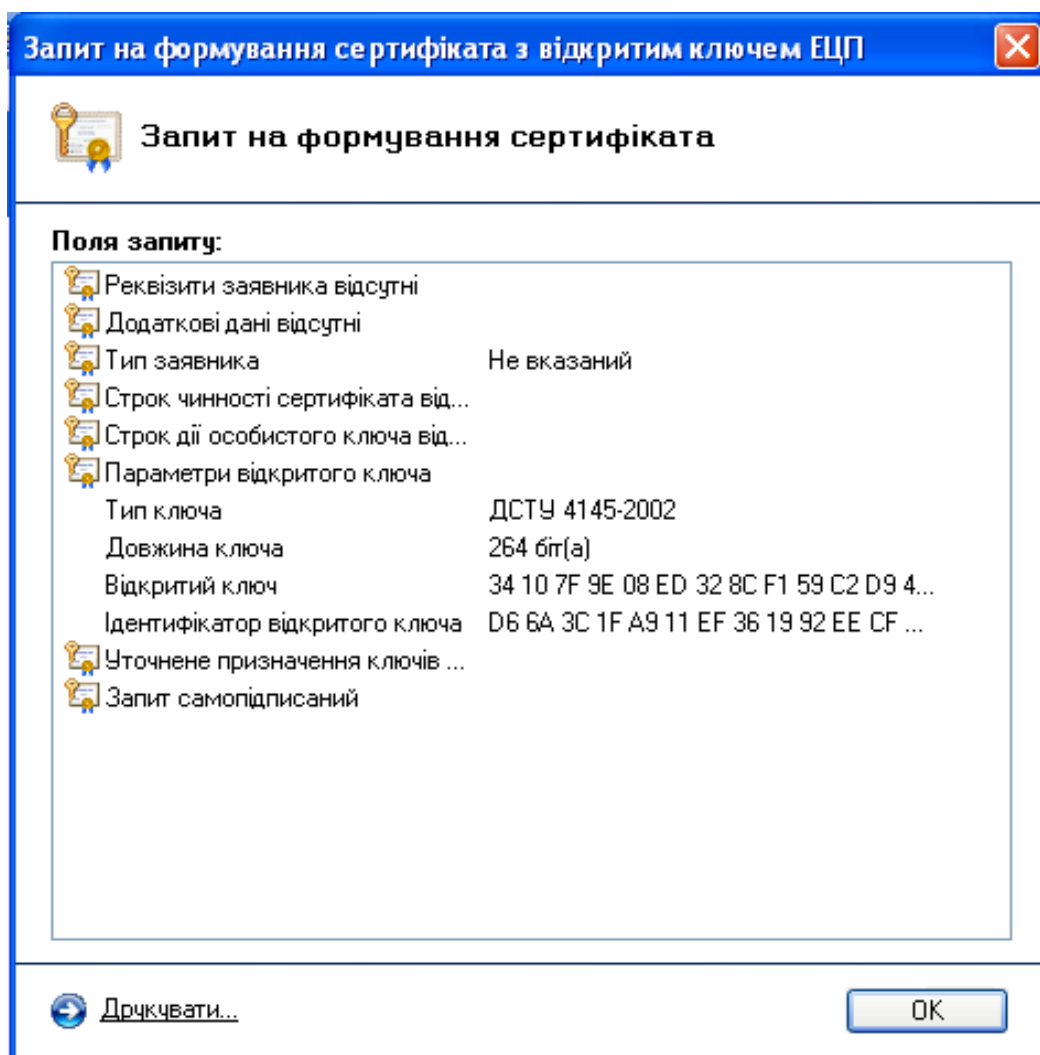 Запит на формування сертифіката з відкритим ключем ЕЦП
Запит на формування сертифіката
Поля запиту:
Реквізити заявника відсутні
Додаткові дані відсутні
Тип заявника Не вказаний
Строк чинності сертифіката від...
Строк дії особистого ключа від...
Параметри відкритого ключа
Тип ключа ДСТУ 4145-2002
Довжина ключа 264 біт(а)
Відкритий ключ 34 10 7F 9E 08 ED 32 8C F1 59 C2 D9 4...
Ідентифікатор відкритого ключа D6 6A 3C 1F A9 11 EF 36 19 92 EE CF ...
Уточнене призначення ключів ...
Запит самопідписаний
Друкувати...
OK